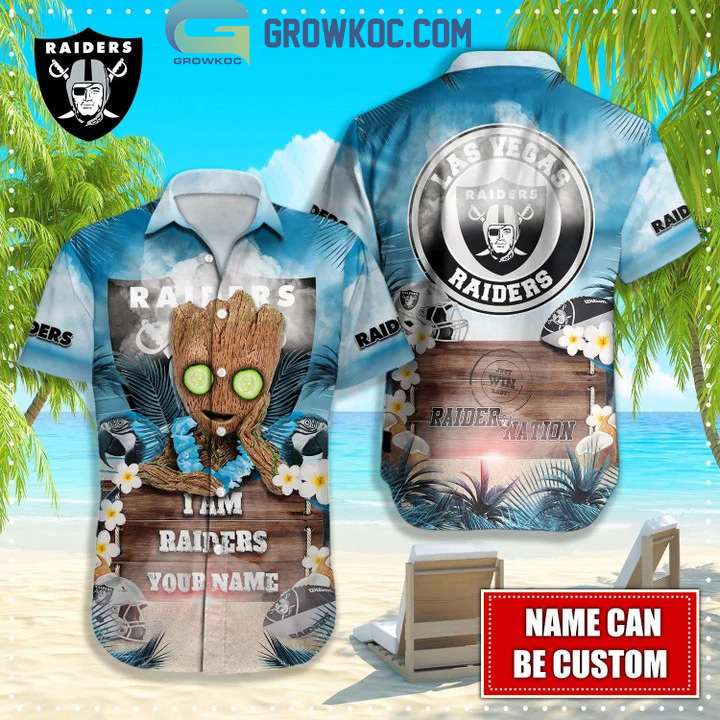 RAIDERS
GROWKOC
GROWKOC.COM
RAIDERS
RAIDERS
RAIDERS
I AM
RAIDERS
YOUR NAME
RAIDERS
LAS VEGAS
RAIDERS
RAIDERS
RAIDERS
JUST
WIN
BABY
RAIDER NATION
NAME CAN
BE CUSTOM